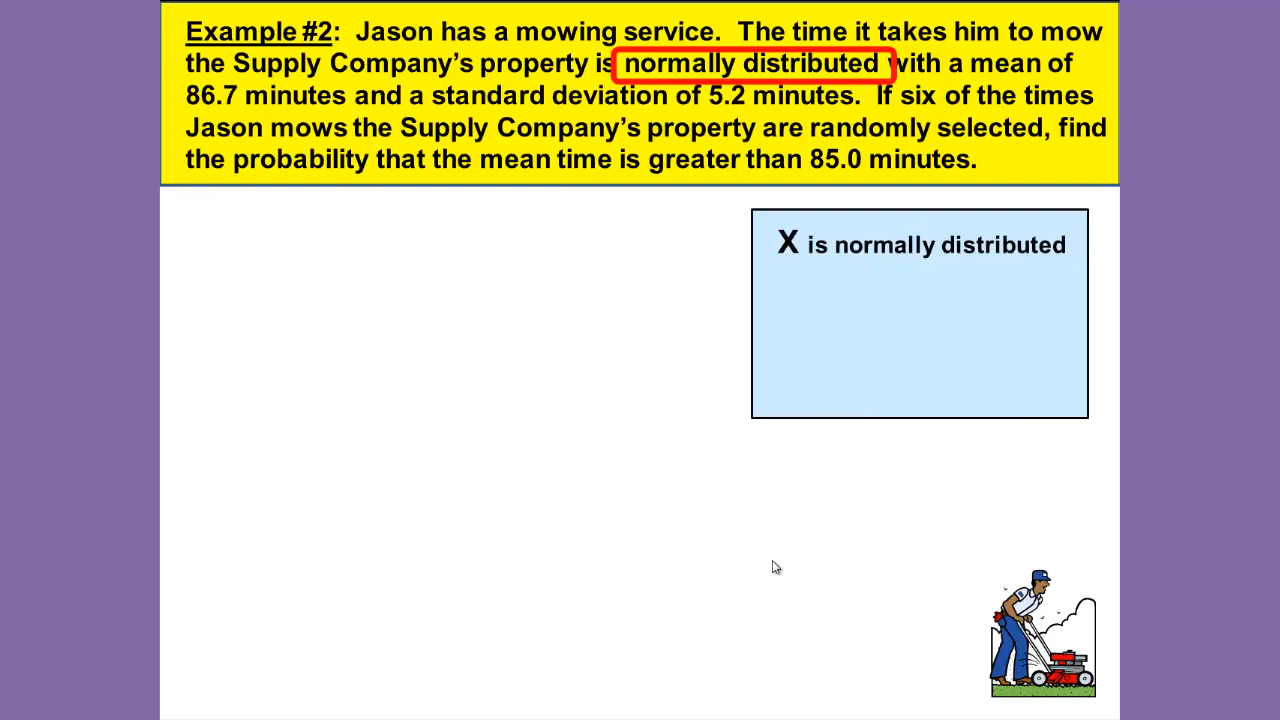 Example #2: Jason has a mowing service. The time it takes him to mow
the Supply Company’s property is normally distributed with a mean of
86.7 minutes and a standard deviation of 5.2 minutes. If six of the times
Jason mows the Supply Company’s property are randomly selected, find
the probability that the mean time is greater than 85.0 minutes.
X is normally distributed